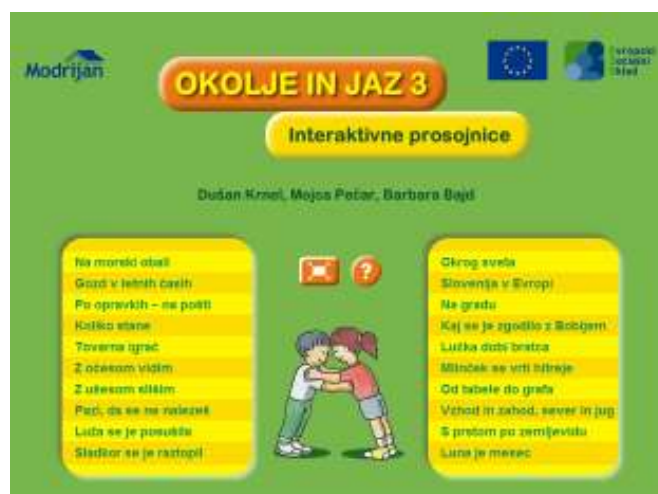 Modrijan
OKOLJE IN JAZ 3
Interaktivne prosojnice
Evropski
socialni
sklad
Dušan Krnel, Mojca Pečar, Barbara Bajd
Na morski obali
Gozd v letnih časih
Po opravkih – na pošti
Koliko stane
Tovarna igrač
Z očesom vidim
Z ušesom slišim
Pazi, da se ne nalezeš
Luža se je posušila
Sladkor se je raztopil
?
Okrog sveta
Slovenija v Evropi
Na gradu
Kaj se je zgodilo z Bobijem
Lučka dobi bratca
Mlinček se vrti hitreje
Od tabele do grafa
Vzhod in zahod, sever in jug
S prstom po zemljevidu
Luna je mesec